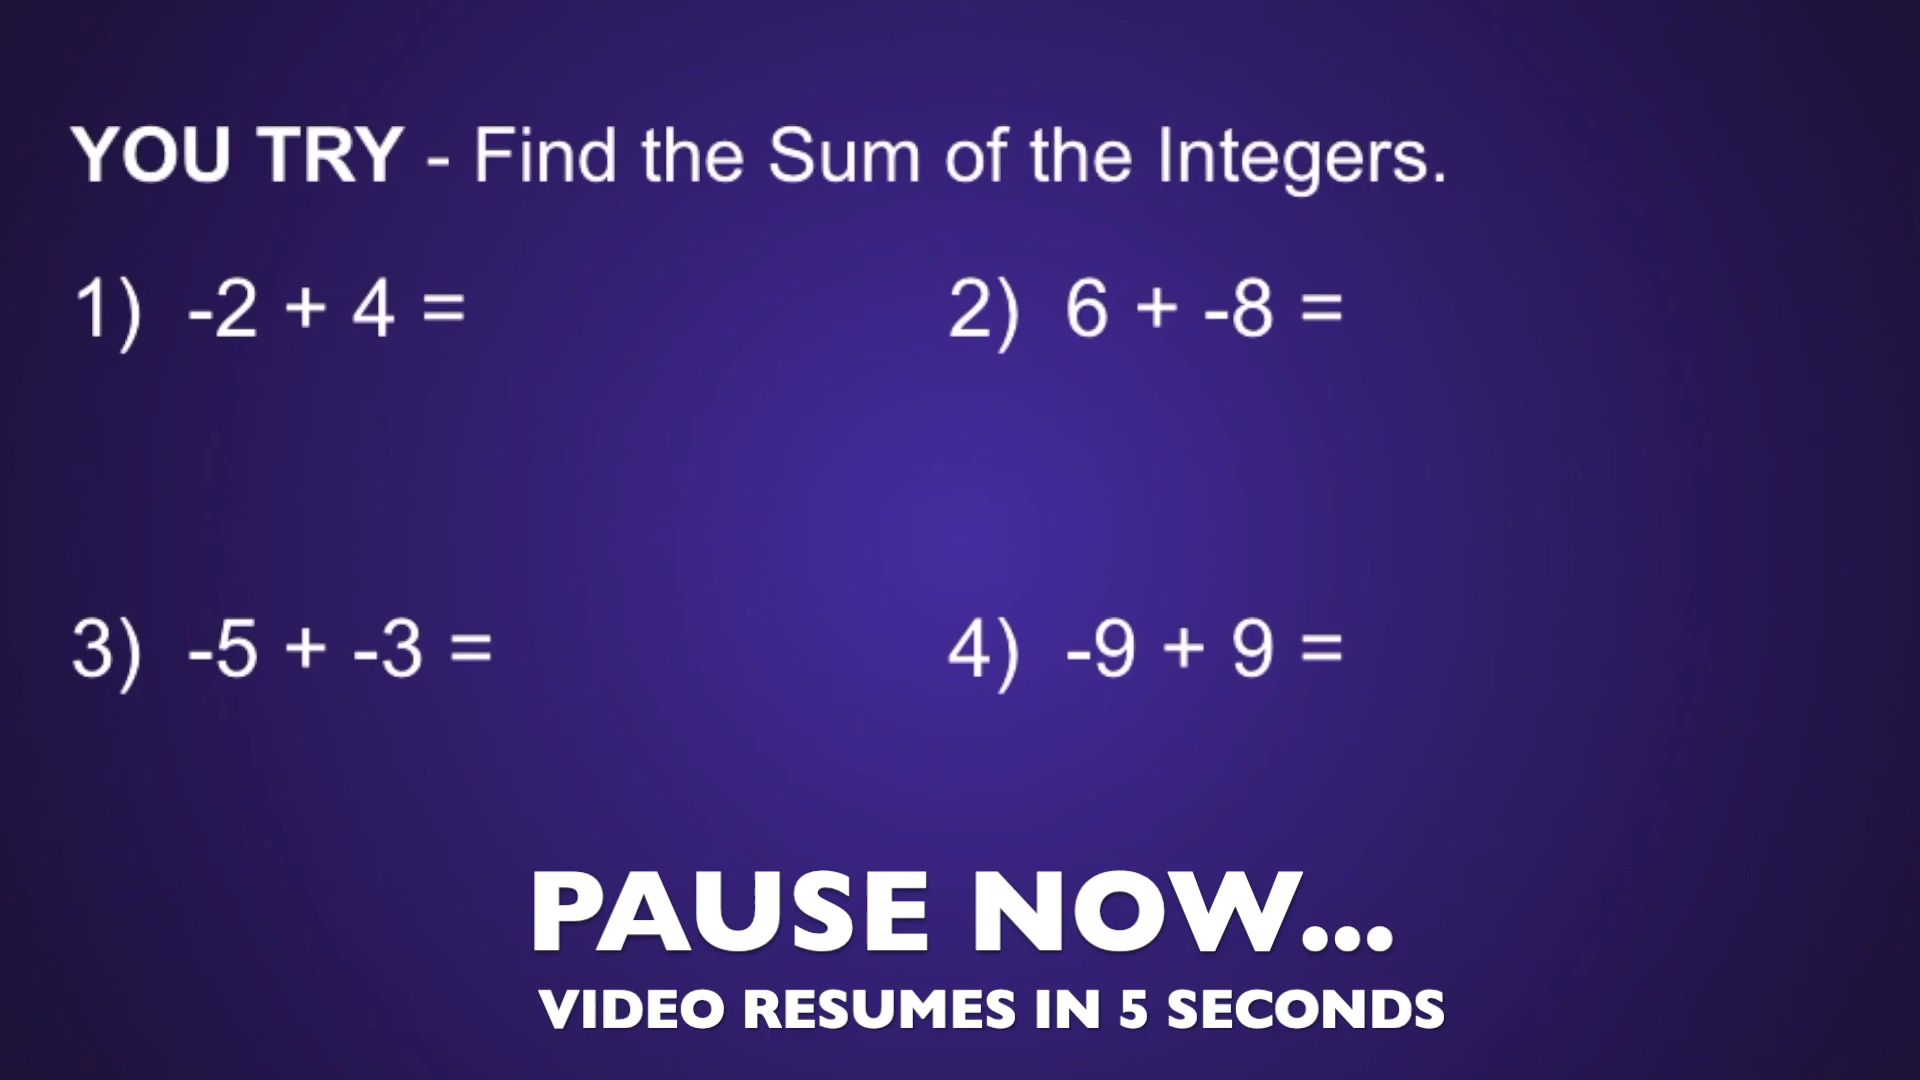 YOU TRY - Find the Sum of the Integers.
1) -2 + 4 =
2) 6 + -8 =
3) -5 + -3 =
4) -9 + 9 =
PAUSE NOW...
VIDEO RESUMES IN 5 SECONDS